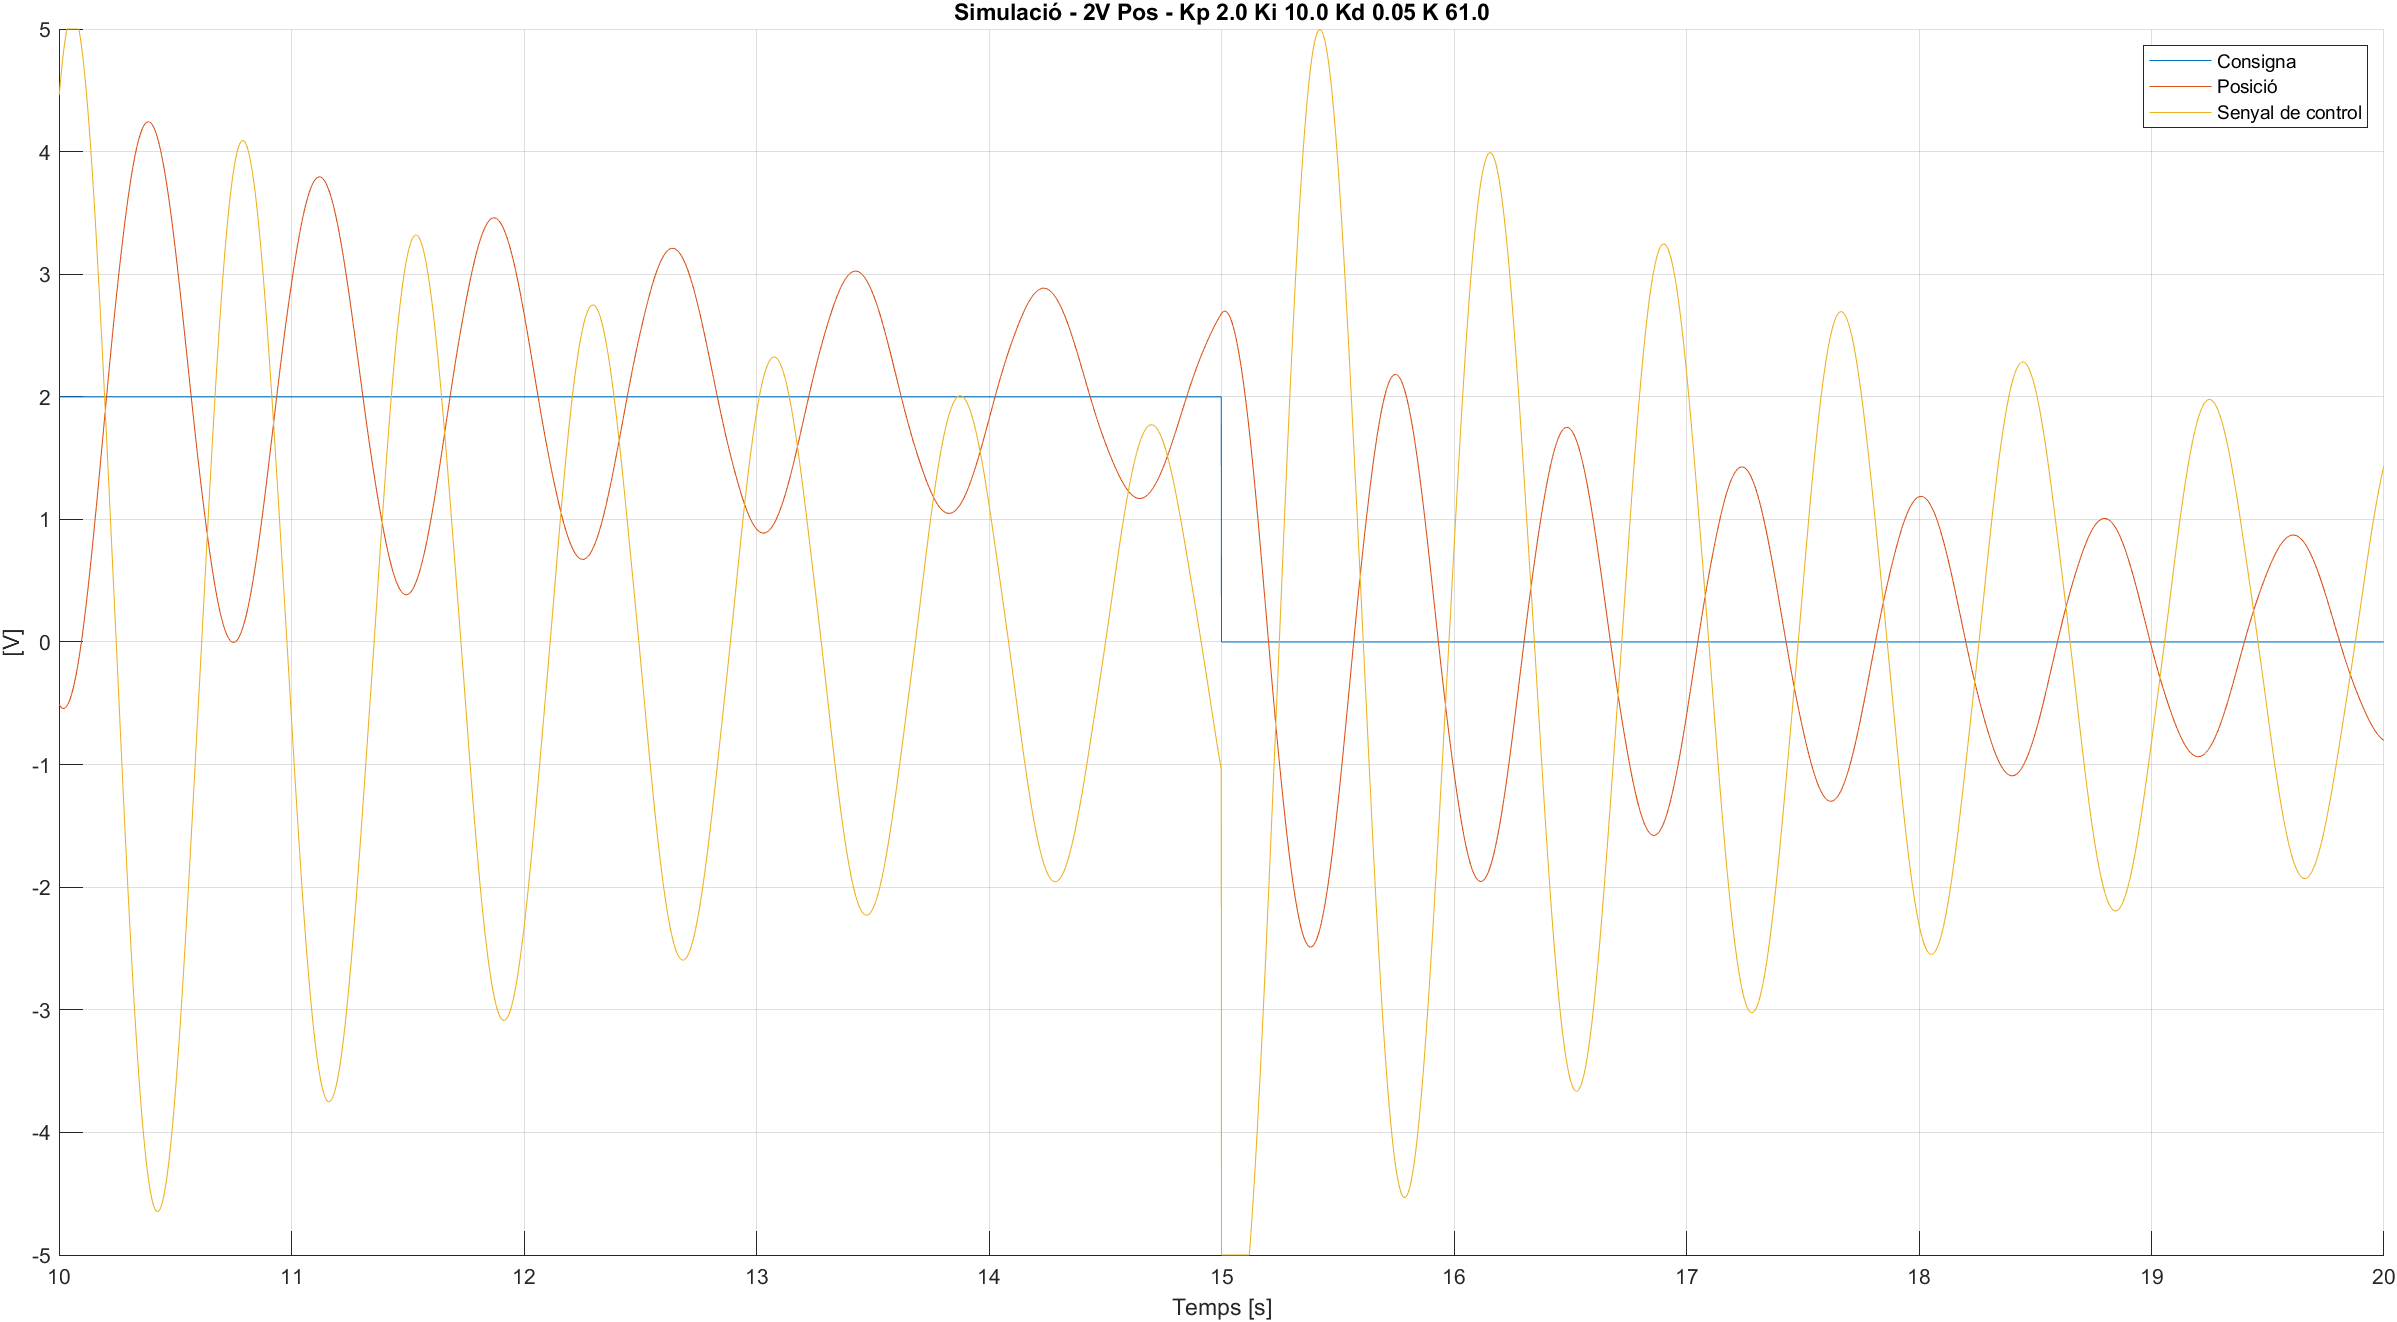 Simulació - 2V Pos - Kp 2.0 Ki 10.0 Kd 0.05 K 61.0
Consigna
Posició
Senyal de control
5
4
3
2
1
0
-1
-2
-3
-4
-5
[V]
10 11 12 13 14 15 16 17 18 19 20
Temps [s]